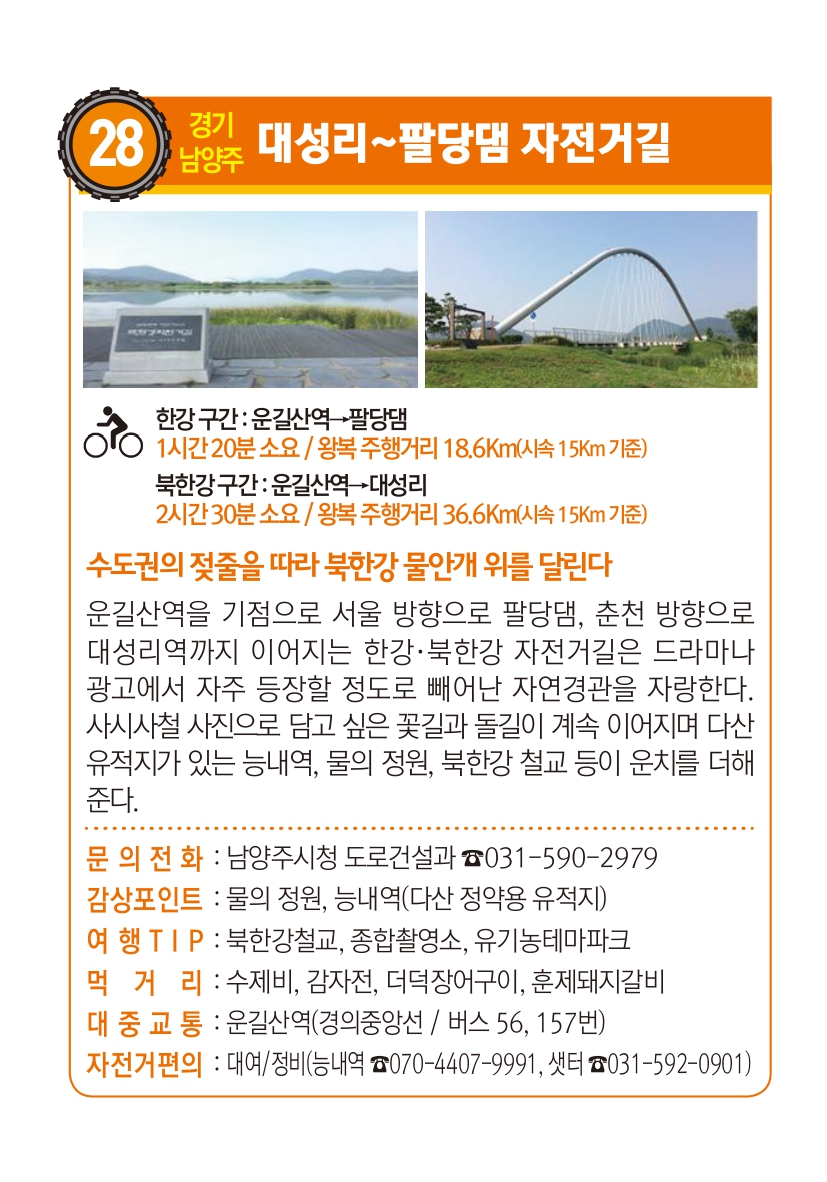 28
경기
남양주
대성리~팔당댐 자전거길
북한강자전거길
한강 구간 : 운길산역→팔당댐
1시간 20분 소요 / 왕복 주행거리 18.6Km(시속 15Km 기준)
북한강 구간 : 운길산역→대성리
2시간 30분 소요 / 왕복 주행거리 36.6Km(시속 15Km 기준)
수도권의 젖줄을 따라 북한강 물안개 위를 달린다
운길산역을 기점으로 서울 방향으로 팔당댐, 춘천 방향으로
대성리역까지 이어지는 한강·북한강 자전거길은 드라마나
광고에서 자주 등장할 정도로 빼어난 자연경관을 자랑한다.
사시사철 사진으로 담고 싶은 꽃길과 돌길이 계속 이어지며 다산
유적지가 있는 능내역, 물의 정원, 북한강 철교 등이 운치를 더해
준다.
문의전화 : 남양주시청 도로건설과 ☎031-590-2979
감상포인트 : 물의 정원, 능내역(다산 정약용 유적지)
여행TIP : 북한강철교, 종합촬영소, 유기농테마파크
먹거리 : 수제비, 감자전, 더덕장어구이, 훈제돼지갈비
대중교통 : 운길산역(경의중앙선 / 버스 56, 157번)
자전거편의 : 대여/정비(능내역 ☎070-4407-9991, 샛터 ☎031-592-0901)